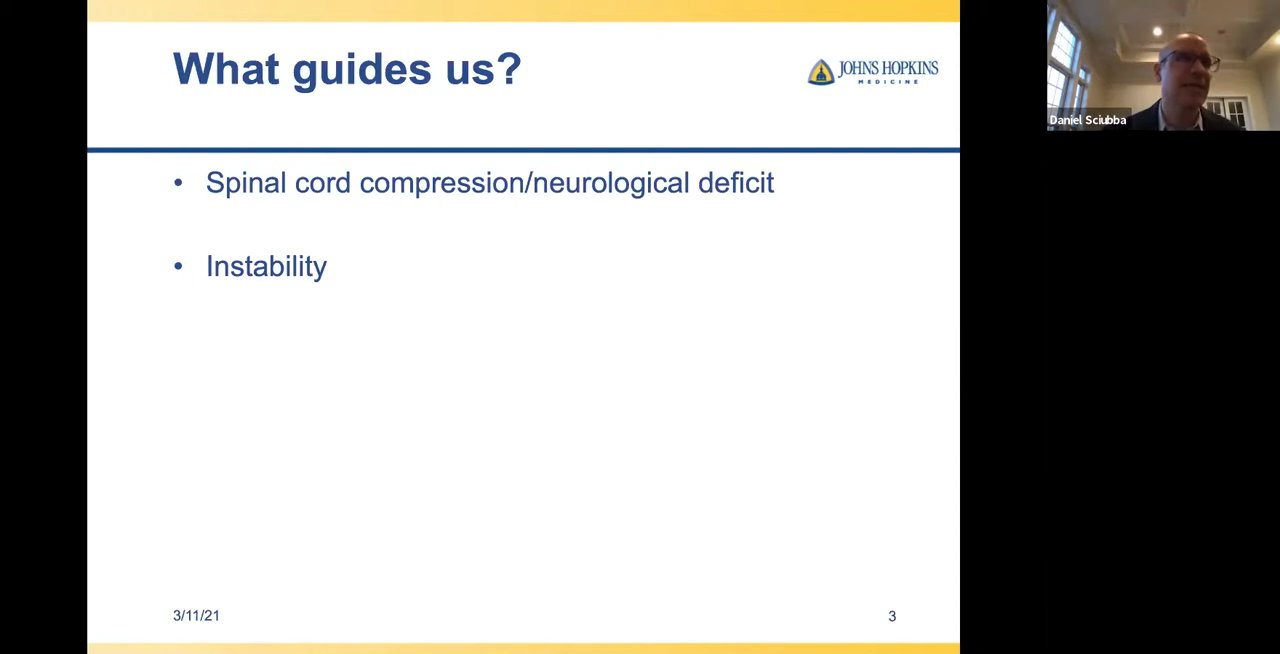 What guides us?
JOHNS HOPKINS
MEDICINE
Daniel Sciubba
• Spinal cord compression/neurological deficit
• Instability
3/11/21
3